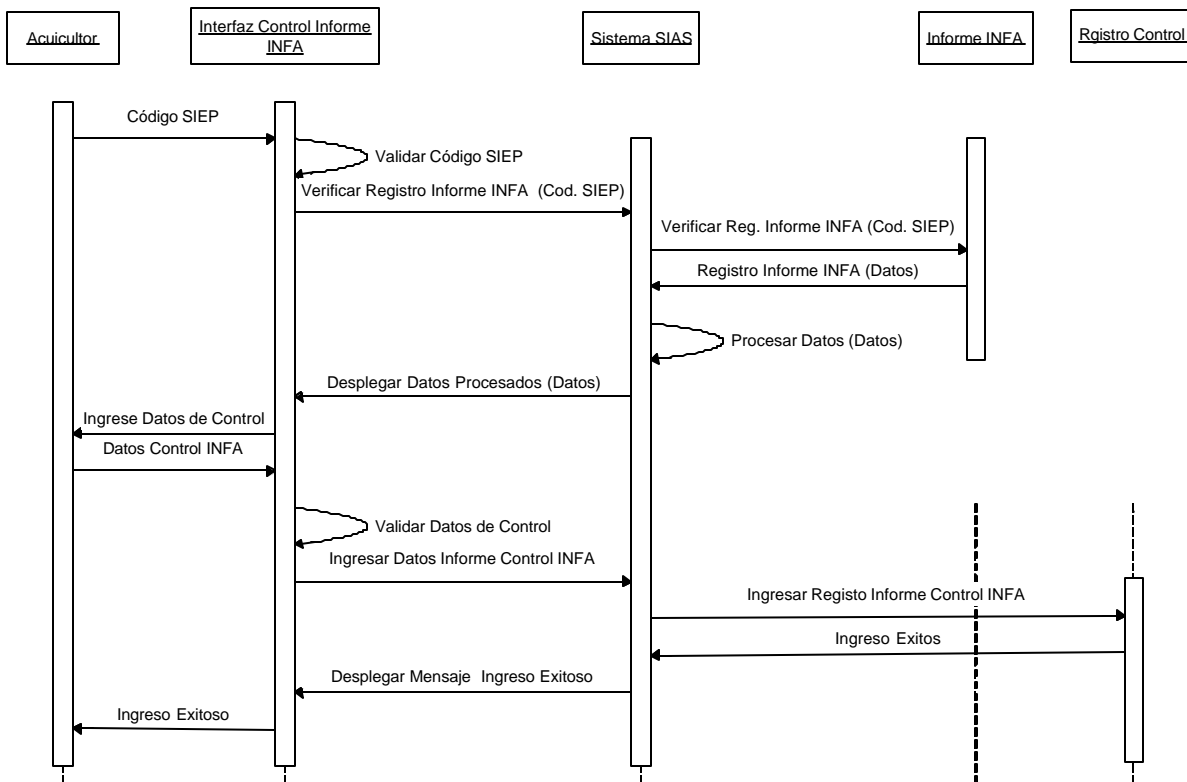 Acuicultor
Interfaz Control Informe
INFA
Sistema SIAS
Informe INFA
Rgistro Control
Código SIEP
Validar Código SIEP
Verificar Registro Informe INFA (Cod. SIEP)
Verificar Reg. Informe INFA (Cod. SIEP)
Registro Informe INFA (Datos)
Procesar Datos (Datos)
Desplegar Datos Procesados (Datos)
Ingrese Datos de Control
Datos Control INFA
Validar Datos de Control
Ingresar Datos Informe Control INFA
Ingresar Registo Informe Control INFA
Ingreso Exitos
Desplegar Mensaje Ingreso Exitoso
Ingreso Exitoso